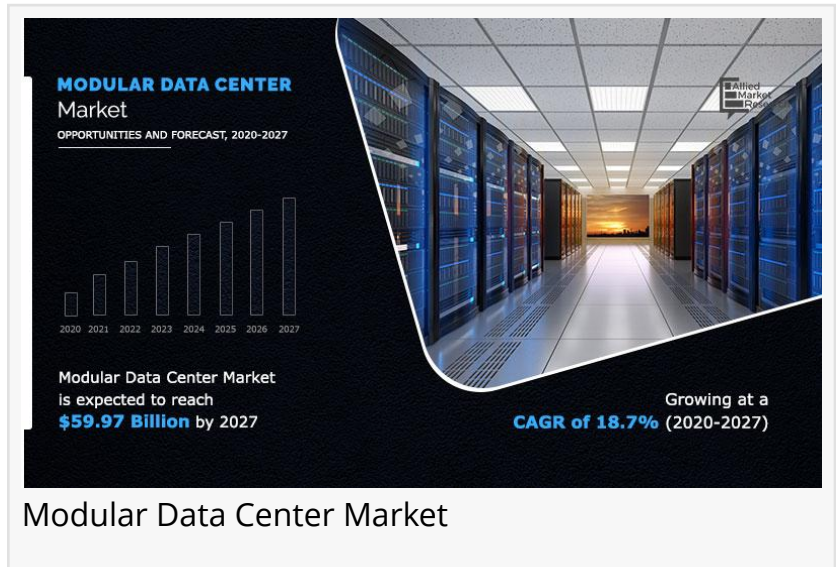 MODULAR DATA CENTER
Market
OPPORTUNITIES AND FORECAST, 2020-2027
Allied
Market
2020 2021 2022 2023 2024 2025 2026 2027
Modular Data Center Market
is expected to reach
$59.97 Billion by 2027
Growing at a
CAGR of 18.7% (2020-2027)
Modular Data Center Market